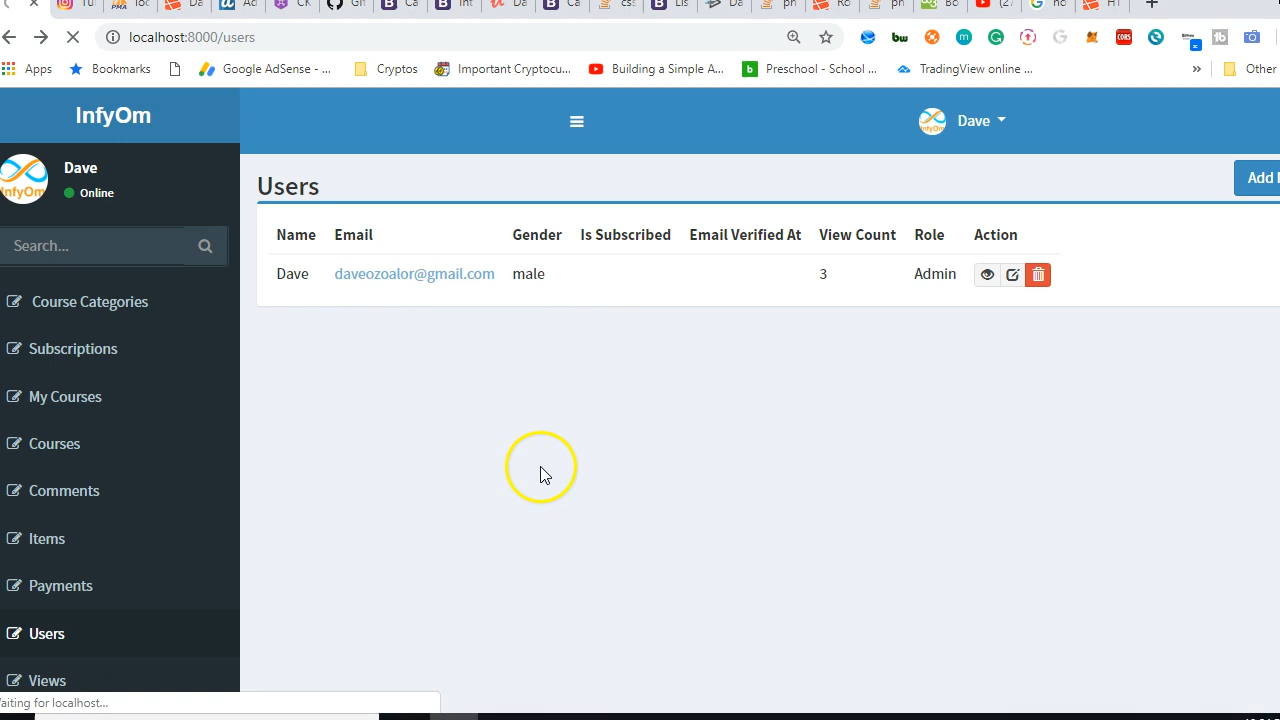 localhost:8000/users
Apps
Bookmarks
Google AdSense - ...
Cryptos
Important Cryptocu...
Building a Simple A...
Preschool - School ...
TradingView online ...
»
Other
InfyOm
Dave
Dave
Online
Search...
Course Categories
Subscriptions
My Courses
Courses
Comments
Items
Payments
Users
Views
Users
Add
Name Email Gender Is Subscribed Email Verified At View Count Role Action
Dave daveozoalor@gmail.com male 3 Admin
aiting for localhost...